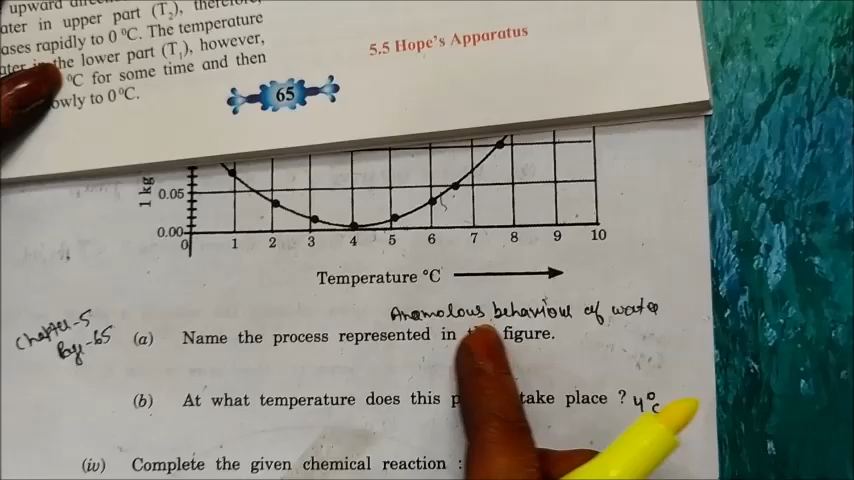 upward
ater in upper part (T₂), therefore,
ases rapidly to 0 °C. The temperature
the lower part (T₁), however,
°C for some time and then
owly to 0°C.
5.5 Hope's Apparatus
65
1 kg
0.05
0.00
0 1 2 3 4 5 6 7 8 9 10
Temperature °C
Anamolous behaviour of water
Chapter-5
Pg-65
(a) Name the process represented in figure.
(b) At what temperature does this take place ? 4°C
(iv) Complete the given chemical reaction :